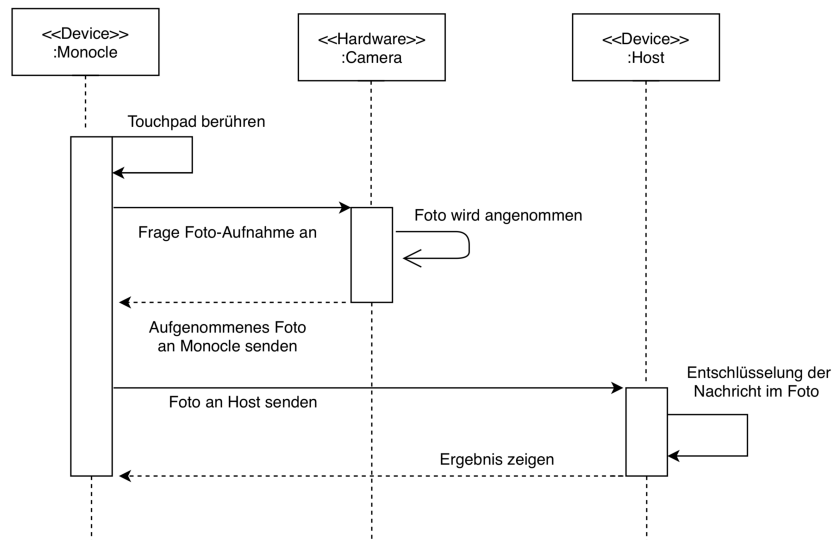 <<Device>>
:Monocle
<<Hardware>>
:Camera
<<Device>>
:Host
Touchpad berühren
Frage Foto-Aufnahme an
Foto wird angenommen
Aufgenommenes Foto
an Monocle senden
Foto an Host senden
Entschlüsselung der
Nachricht im Foto
Ergebnis zeigen